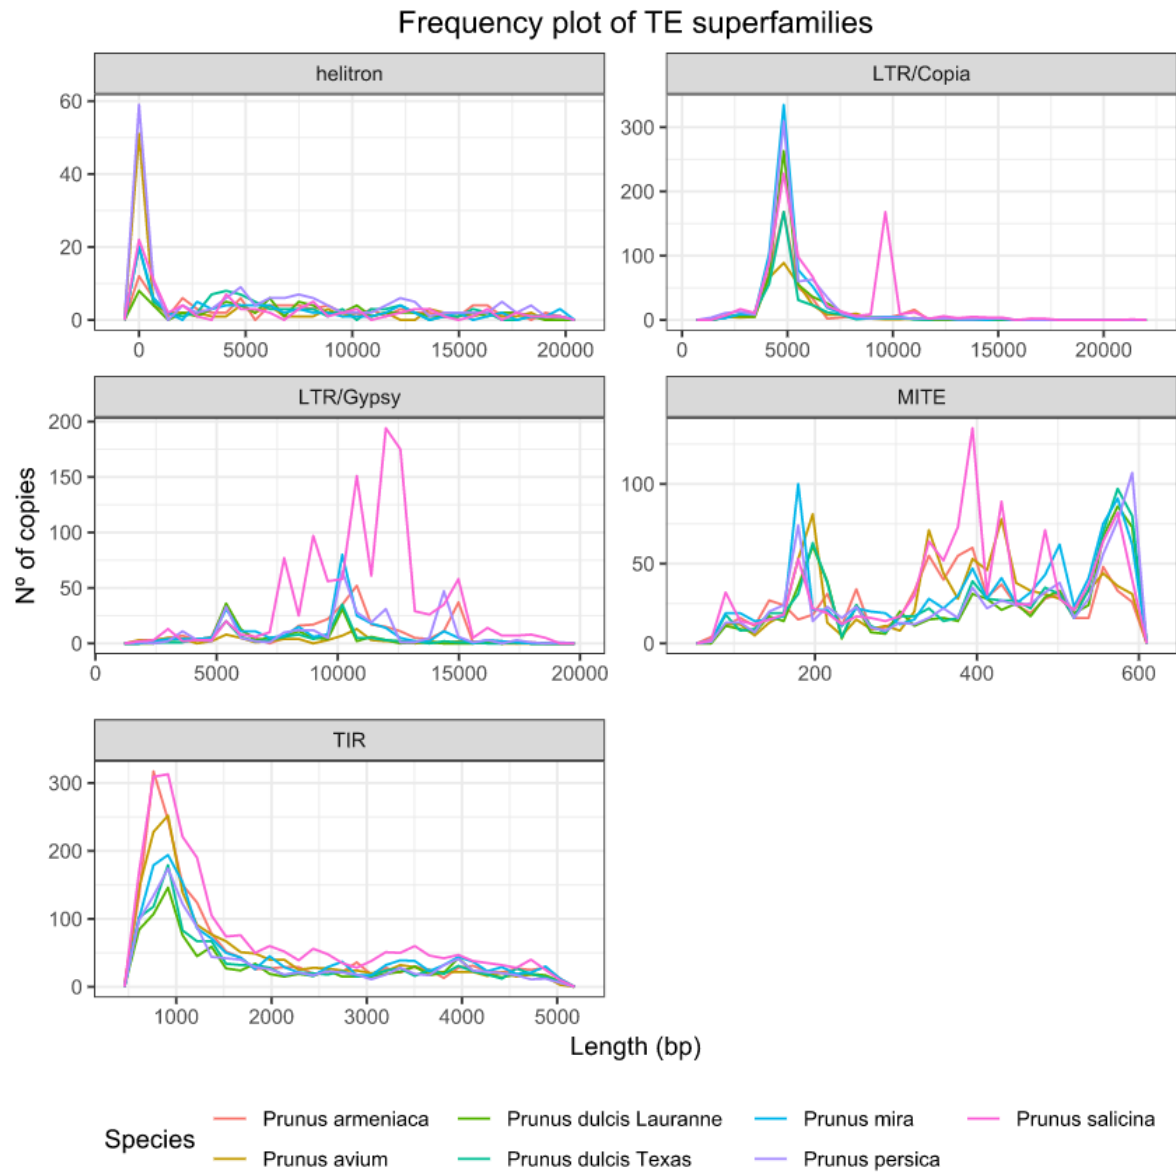 Frequency plot of TE superfamilies
helitron
60
40
20
0
0 5000 10000 15000 20000
LTR/Copia
300
200
100
0
0 5000 10000 15000 20000
LTR/Gypsy
200
150
100
50
0
0 5000 10000 15000 20000
MITE
100
50
0
200 400 600
TIR
300
200
100
0
1000 2000 3000 4000 5000
Nº of copies
Length (bp)
Species
Prunus armeniaca Prunus dulcis Lauranne Prunus mira Prunus salicina
Prunus avium Prunus dulcis Texas Prunus persica